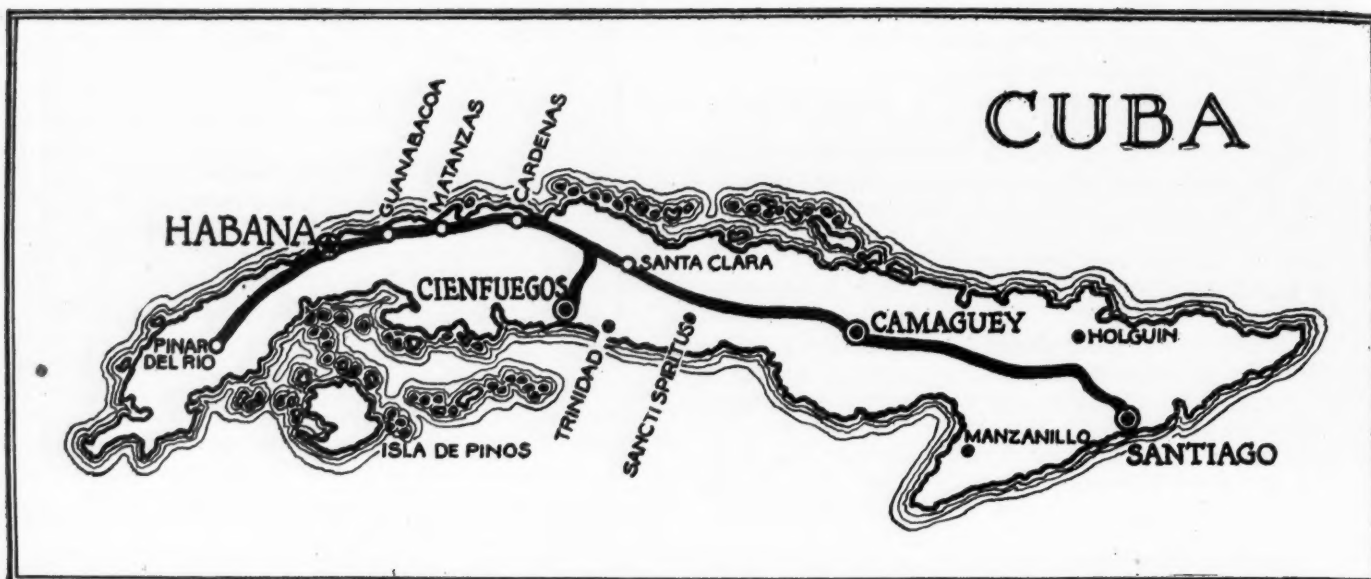 CUBA
GUANABACOA
MATANZAS
CARDENAS
HABANA
SANTA CLARA
CIENFUEGOS
CAMAGUEY
HOLGUIN
PINAR
DEL RIO
TRINIDAD
SANCTI SPIRITUS
ISLA DE PINOS
MANZANILLO
SANTIAGO